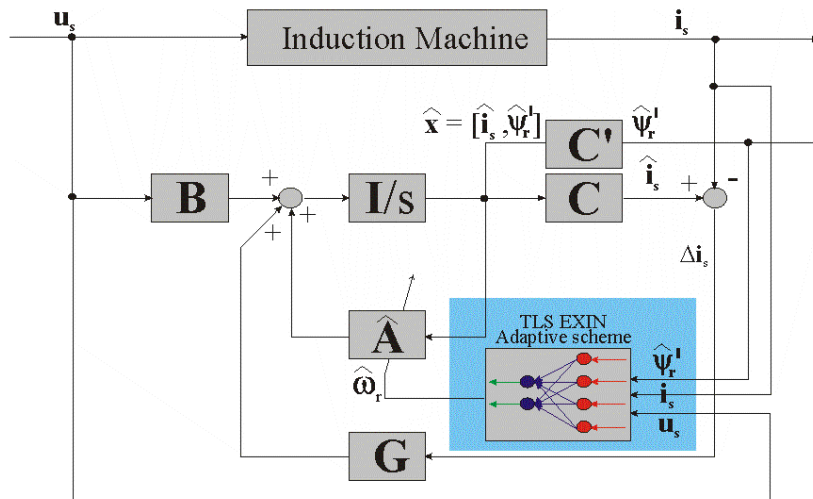 u_s
Induction Machine
i_s
x̂ = [î_s , ψ̂_r']
ψ̂_r'
C'
î_s
+
+
+
+
-
B
I/s
C
Δi_s
Â
TLS EXIN
Adaptive scheme
ω̂_r
ψ̂_r'
i_s
u_s
G